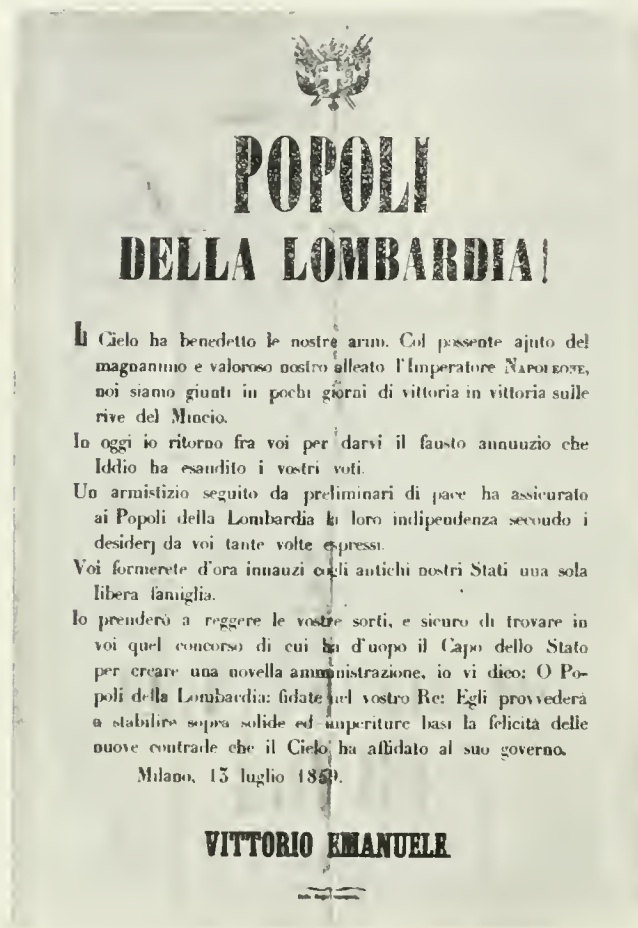 POPOLI
DELLA LOMBARDIA!
Il Cielo ha benedetto le nostre armi. Col possente ajuto del
magnanimo e valoroso nostro alleato l'Imperatore NAPOLEONE,
noi siamo giunti in pochi giorni di vittoria in vittoria sulle
rive del Mincio.
In oggi io ritorno fra voi per darvi il fausto annunzio che
Iddio ha esaudito i vostri voti.
Un armistizio seguito da preliminari di pace ha assicurato
ai Popoli della Lombardia la loro indipendenza secondo i
desiderj da voi tante volte espressi.
Voi formerete d'ora innanzi cogli antichi nostri Stati una sola
libera famiglia.
Io prenderò a reggere le vostre sorti, e sicuro di trovare in
voi quel concorso di cui ha d'uopo il Capo dello Stato
per creare una novella amministrazione, io vi dico: O Po-
poli della Lombardia: fidate nel vostro Re: Egli provvederà
a stabilire sopra solide ed imperiture basi la felicità delle
nuove contrade che il Cielo ha affidato al suo governo.
Milano, 13 luglio 1859.
VITTORIO EMANUELE